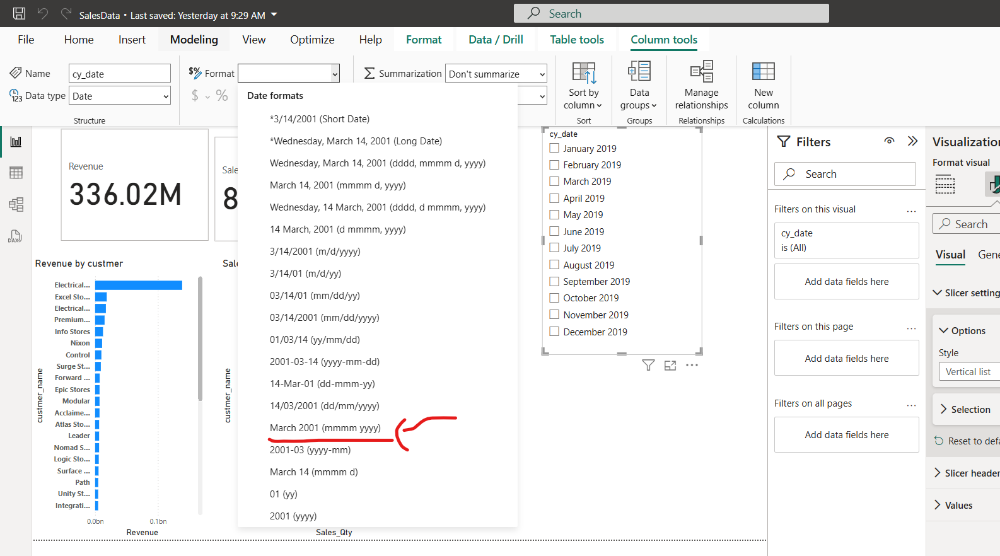 SalesData • Last saved: Yesterday at 9:29 AM
Search
File Home Insert Modeling View Optimize Help Format Data / Drill Table tools Column tools
Name cy_date
Data type Date
Structure
$% Format
$ %
Summarization Don't summarize
Sort by column
Sort
Data groups
Groups
Manage relationships
Relationships
New column
Calculations
Date formats
*3/14/2001 (Short Date)
*Wednesday, March 14, 2001 (Long Date)
Wednesday, March 14, 2001 (dddd, mmmm d, yyyy)
March 14, 2001 (mmmm d, yyyy)
Wednesday, 14 March, 2001 (dddd, d mmmm, yyyy)
14 March, 2001 (d mmmm, yyyy)
3/14/2001 (m/d/yyyy)
3/14/01 (m/d/yy)
03/14/01 (mm/dd/yy)
03/14/2001 (mm/dd/yyyy)
01/03/14 (yy/mm/dd)
2001-03-14 (yyyy-mm-dd)
14-Mar-01 (dd-mmm-yy)
14/03/2001 (dd/mm/yyyy)
March 2001 (mmmm yyyy)
2001-03 (yyyy-mm)
March 14 (mmmm d)
01 (yy)
2001 (yyyy)
DAX
Revenue
336.02M
Sale
8
Revenue by custmer
custmer_name
Electrical...
Excel Sto...
Electrical...
Premium...
Info Stores
Nixon
Control
Surge St...
Forward ...
Epic Stores
Modular
Acclaime...
Atlas Sto...
Leader
Nomad S...
Logic Sto...
Surface ...
Path
Unity St...
Integrati...
0.0bn 0.1bn
Revenue
Sale
custmer_name
Sales_Qty
cy_date
January 2019
February 2019
March 2019
April 2019
May 2019
June 2019
July 2019
August 2019
September 2019
October 2019
November 2019
December 2019
Filters
Search
Filters on this visual
cy_date
is (All)
Add data fields here
Filters on this page
Add data fields here
Filters on all pages
Add data fields here
Visualization
Format visual
Search
Visual Gene
Slicer setting
Options
Style
Vertical list
Selection
Reset to defa
Slicer header
Values